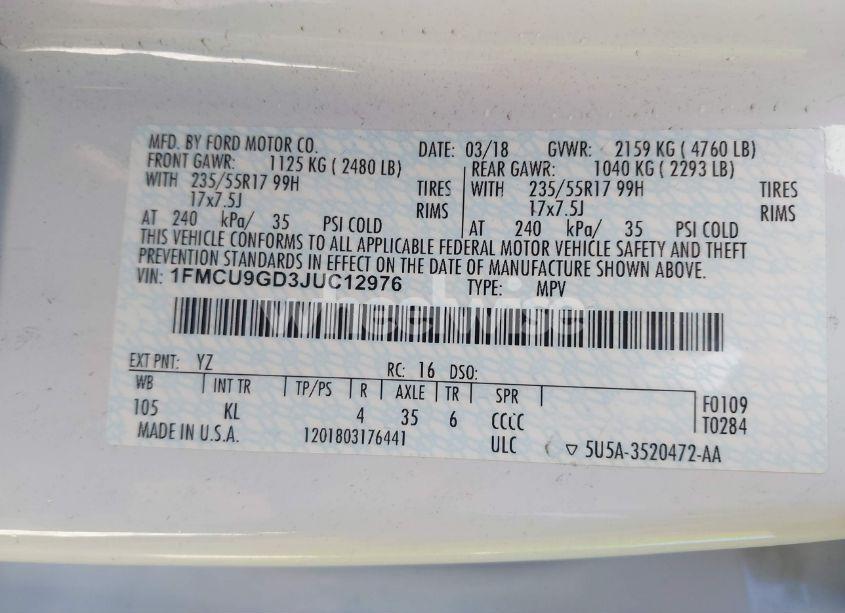 MFD. BY FORD MOTOR CO. DATE: 03/18 GVWR: 2159 KG ( 4760 LB)
FRONT GAWR: 1125 KG ( 2480 LB) REAR GAWR: 1040 KG ( 2293 LB)
WITH 235/55R17 99H TIRES WITH 235/55R17 99H TIRES
17x7.5J RIMS 17x7.5J RIMS
AT 240 kPa/ 35 PSI COLD AT 240 kPa/ 35 PSI COLD
THIS VEHICLE CONFORMS TO ALL APPLICABLE FEDERAL MOTOR VEHICLE SAFETY AND THEFT
PREVENTION STANDARDS IN EFFECT ON THE DATE OF MANUFACTURE SHOWN ABOVE.
VIN: 1FMCU9GD3JUC12976 TYPE: MPV
wheelwise
EXT PNT: YZ RC: 16 DSO:
WB INT TR TP/PS R AXLE TR SPR
105 KL 4 35 6 F0109
T0284
MADE IN U.S.A. 1201803176441 ULC 5U5A-3520472-AA